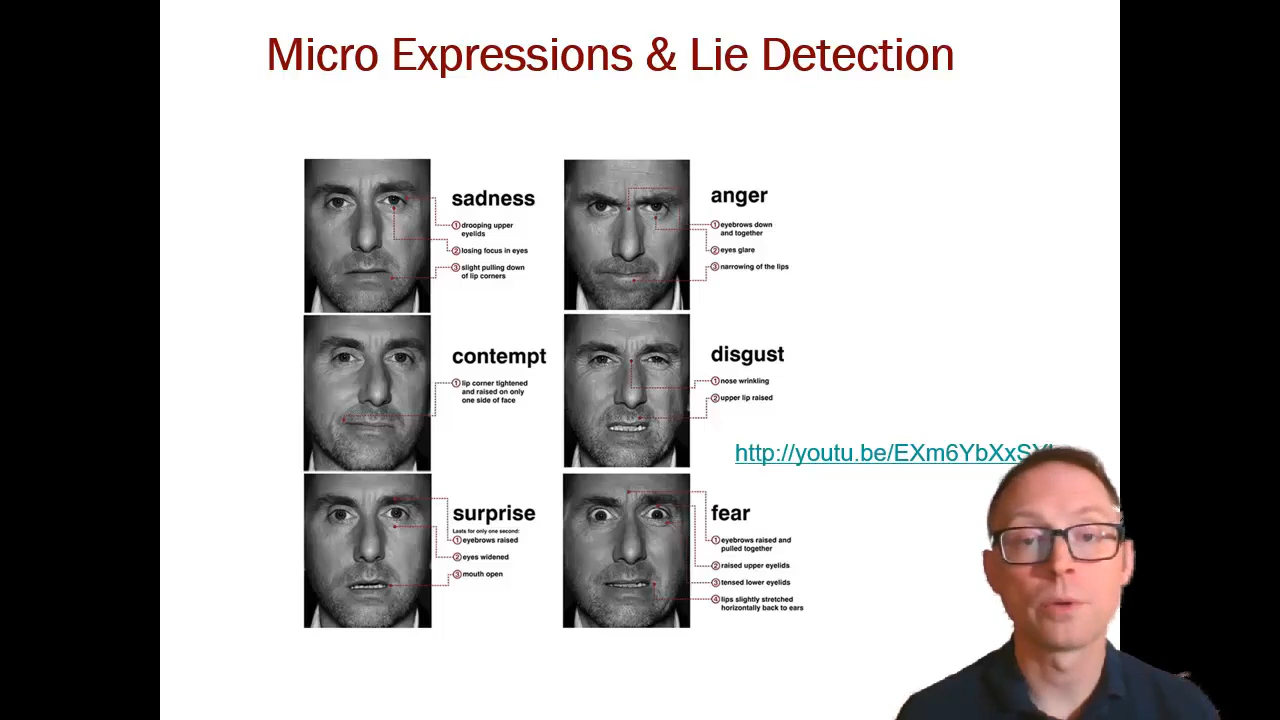 Micro Expressions & Lie Detection
sadness
1 drooping upper
eyelids
2 losing focus in eyes
3 slight pulling down
of lip corners
anger
1 eyebrows down
and together
2 eyes glare
3 narrowing of the lips
contempt
1 lip corner tightened
and raised on only
one side of face
disgust
1 nose wrinkling
2 upper lip raised
http://youtu.be/EXm6YbXxSY
surprise
Lasts for only one second:
1 eyebrows raised
2 eyes widened
3 mouth open
fear
1 eyebrows raised and
pulled together
2 raised upper eyelids
3 tensed lower eyelids
4 lips slightly stretched
horizontally back to ears